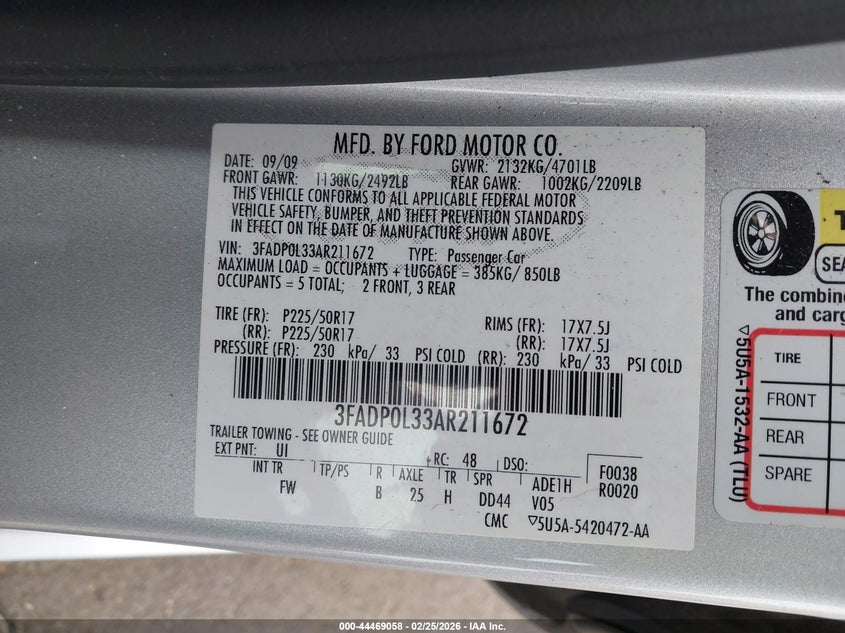 MFD. BY FORD MOTOR CO.
DATE: 09/09 GVWR: 2132KG/4701LB
FRONT GAWR: 1130KG/2492LB REAR GAWR: 1002KG/2209LB
THIS VEHICLE CONFORMS TO ALL APPLICABLE FEDERAL MOTOR
VEHICLE SAFETY, BUMPER, AND THEFT PREVENTION STANDARDS
IN EFFECT ON THE DATE OF MANUFACTURE SHOWN ABOVE.
VIN: 3FADP0L33AR211672 TYPE: Passenger Car
MAXIMUM LOAD = OCCUPANTS + LUGGAGE = 385KG/ 850LB
OCCUPANTS = 5 TOTAL; 2 FRONT, 3 REAR
TIRE (FR): P225/50R17 RIMS (FR): 17X7.5J
(RR): P225/50R17 (RR): 17X7.5J
PRESSURE (FR): 230 kPa/ 33 PSI COLD (RR): 230 kPa/ 33 PSI COLD
3FADP0L33AR211672
TRAILER TOWING - SEE OWNER GUIDE
EXT PNT: UI RC: 48 DSO: F0038
INT TR TP/PS R AXLE TR SPR ADE1H R0020
FW B 25 H DD44 V05
CMC ▽5U5A-5420472-AA
SEA
The combin
and carg
TIRE
FRONT
REAR
SPARE
▽5U5A-1532-AA (TLU)
000-44469058 - 02/25/2026 - IAA Inc.